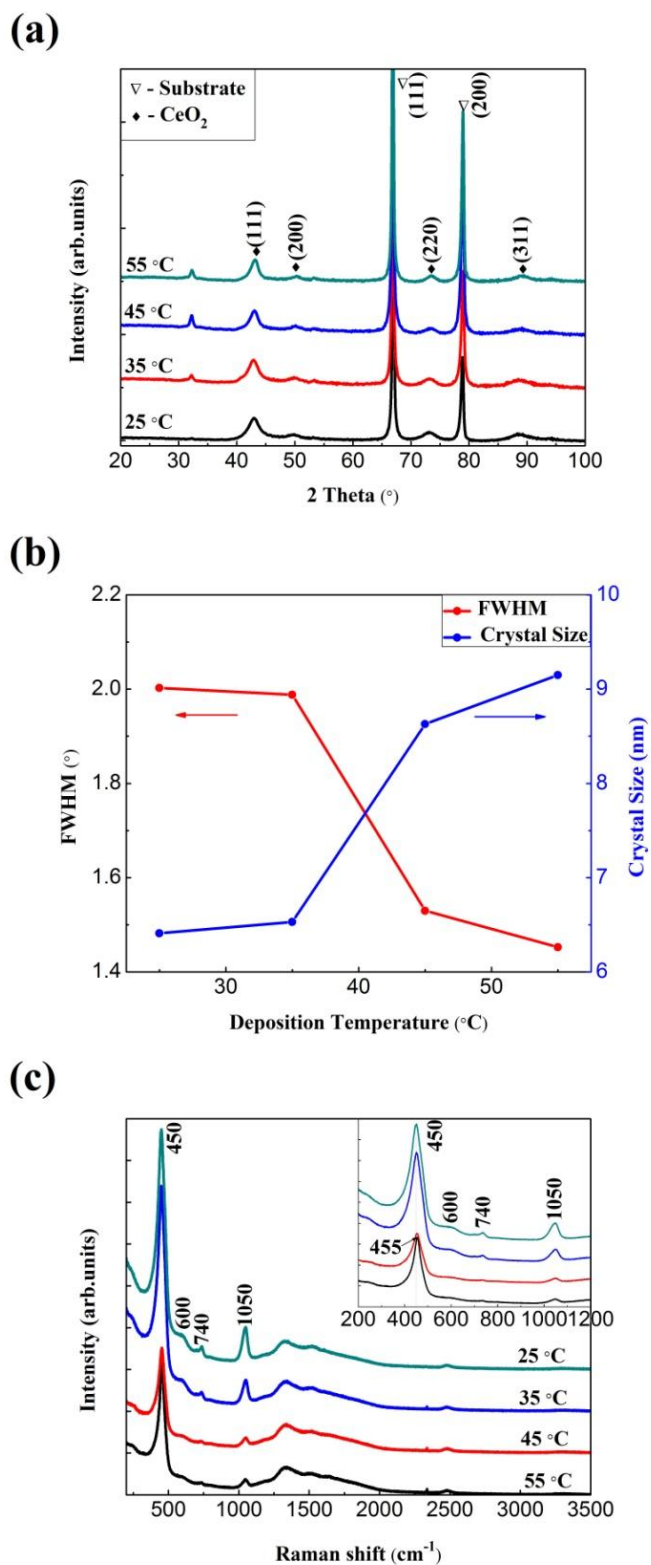 (a)
▽ - Substrate
♦ - CeO2
(111)
(200)
(111)
(200)
(220)
(311)
55 °C
45 °C
35 °C
25 °C
Intensity (arb.units)
20 30 40 50 60 70 80 90 100
2 Theta (°)
(b)
FWHM
Crystal Size
2.2
2.0
1.8
1.6
1.4
FWHM (°)
10
9
8
7
6
Crystal Size (nm)
30 40 50
Deposition Temperature (°C)
(c)
450
600
740
1050
450
600
740
1050
455
200 400 600 800 1000 1200
25 °C
35 °C
45 °C
55 °C
Intensity (arb.units)
500 1000 1500 2000 2500 3000 3500
Raman shift (cm-1)